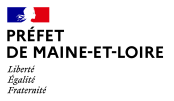 PRÉFET
DE MAINE-ET-LOIRE
Liberté
Égalité
Fraternité